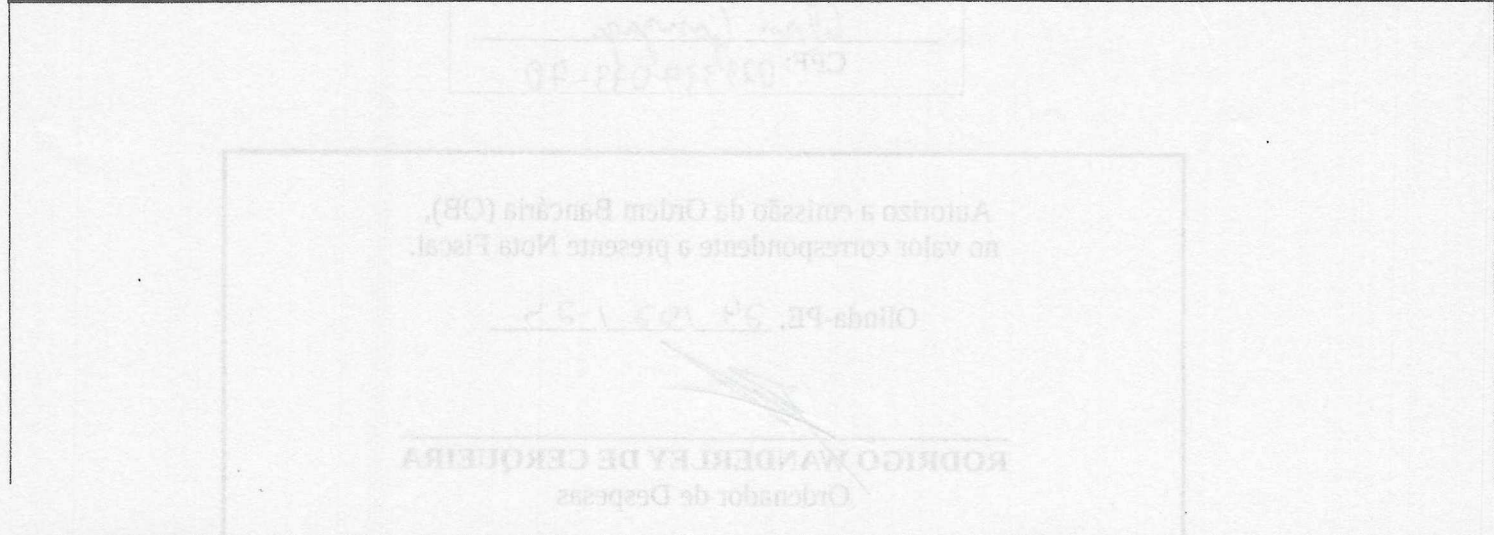 CPF:
Autorizo a emissão da Ordem Bancária (OB),
no valor correspondente a presente Nota Fiscal.
Olinda-PE,
RODRIGO WANDERLEY DE CERQUEIRA
Ordenador de Despesas